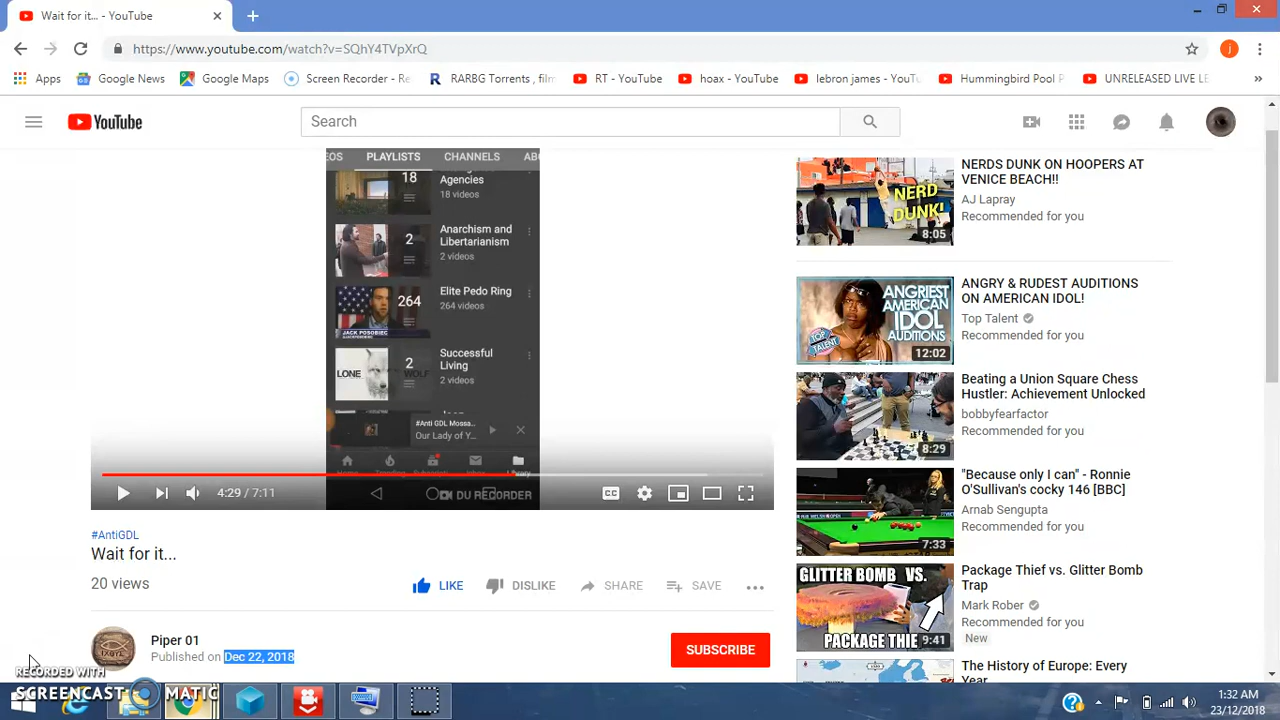 Wait for it... - YouTube
https://www.youtube.com/watch?v=SQhY4TVpXrQ
j
Apps
Google News
Google Maps
Screen Recorder - Re
RARBG Torrents , film
RT - YouTube
hoax - YouTube
lebron james - YouTu
Hummingbird Pool P
UNRELEASED LIVE LE
»
YouTube
Search
PLAYLISTS CHANNELS
18
Agencies
18 videos
2
Anarchism and
Libertarianism
2 videos
264
Elite Pedo Ring
264 videos
JACK POSOBIEC
LONE WOLF
2
Successful
Living
2 videos
#Anti GDL Mossa...
Our Lady of Y...
Library
4:29 / 7:11
CC
DU RECORDER
#AntiGDL
Wait for it...
20 Views
LIKE
DISLIKE
SHARE
SAVE
Piper 01
Published on Dec 22, 2018
SUBSCRIBE
NERD
DUNK!
8:05
NERDS DUNK ON HOOPERS AT
VENICE BEACH!!
AJ Lapray
Recommended for you
ANGRIEST
AMERICAN
IDOL
AUDITIONS
TOP
TALENT
12:02
ANGRY & RUDEST AUDITIONS
ON AMERICAN IDOL!
Top Talent
Recommended for you
8:29
Beating a Union Square Chess
Hustler: Achievement Unlocked
bobbyfearfactor
Recommended for you
7:33
"Because only I can" - Ronnie
O'Sullivan's cocky 146 [BBC]
Arnab Sengupta
Recommended for you
GLITTER BOMB VS.
PACKAGE THIE
9:41
Package Thief vs. Glitter Bomb
Trap
Mark Rober
Recommended for you
New
The History of Europe: Every
Year
RECORDED WITH
SCREENCAST MATIC
1:32 AM
23/12/2018